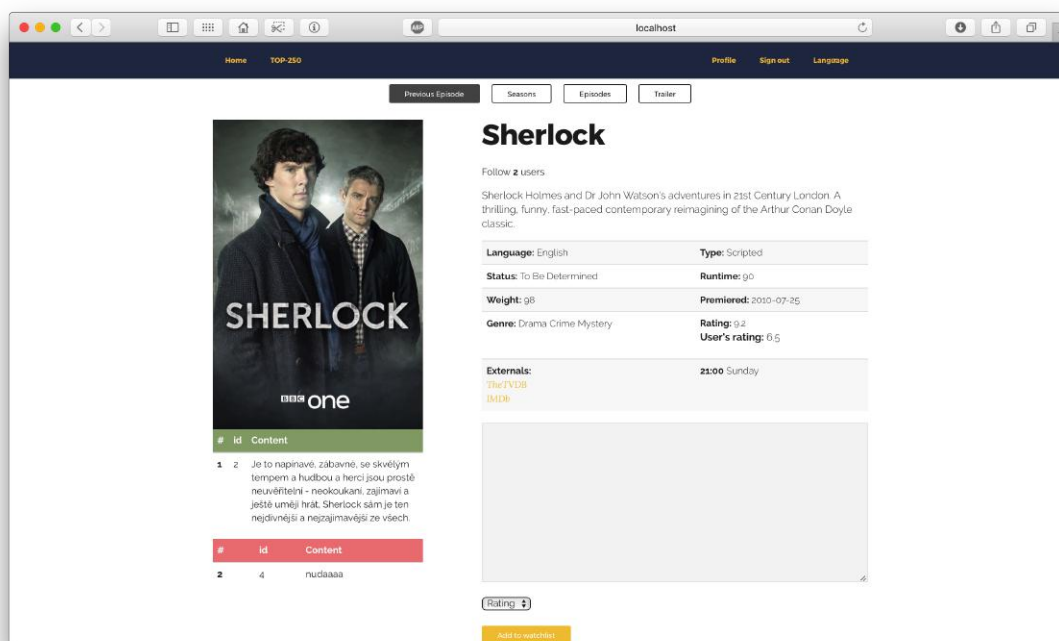 localhost
ABP
Home TOP-250 Profile Sign out Language
Previous Episode Seasons Episodes Trailer
SHERLOCK
BBC one
# id Content
1 2 Je to napínavé, zábavné, se skvělým
tempem a hudbou a herci jsou prostě
neuvěřitelní - neokoukaní, zajímaví a
ještě umějí hrát. Sherlock sám je ten
nejdivnější a nejzajímavější ze všech.
# id Content
2 4 nudaaaa
Sherlock
Follow 2 users
Sherlock Holmes and Dr John Watson's adventures in 21st Century London. A
thrilling, funny, fast-paced contemporary reimagining of the Arthur Conan Doyle
classic.
Language: English Type: Scripted
Status: To Be Determined Runtime: 90
Weight: 98 Premiered: 2010-07-25
Genre: Drama Crime Mystery Rating: 9.2
User's rating: 6.5
Externals: 21:00 Sunday
TheTVDB
IMDb
Rating
Add to watchlist